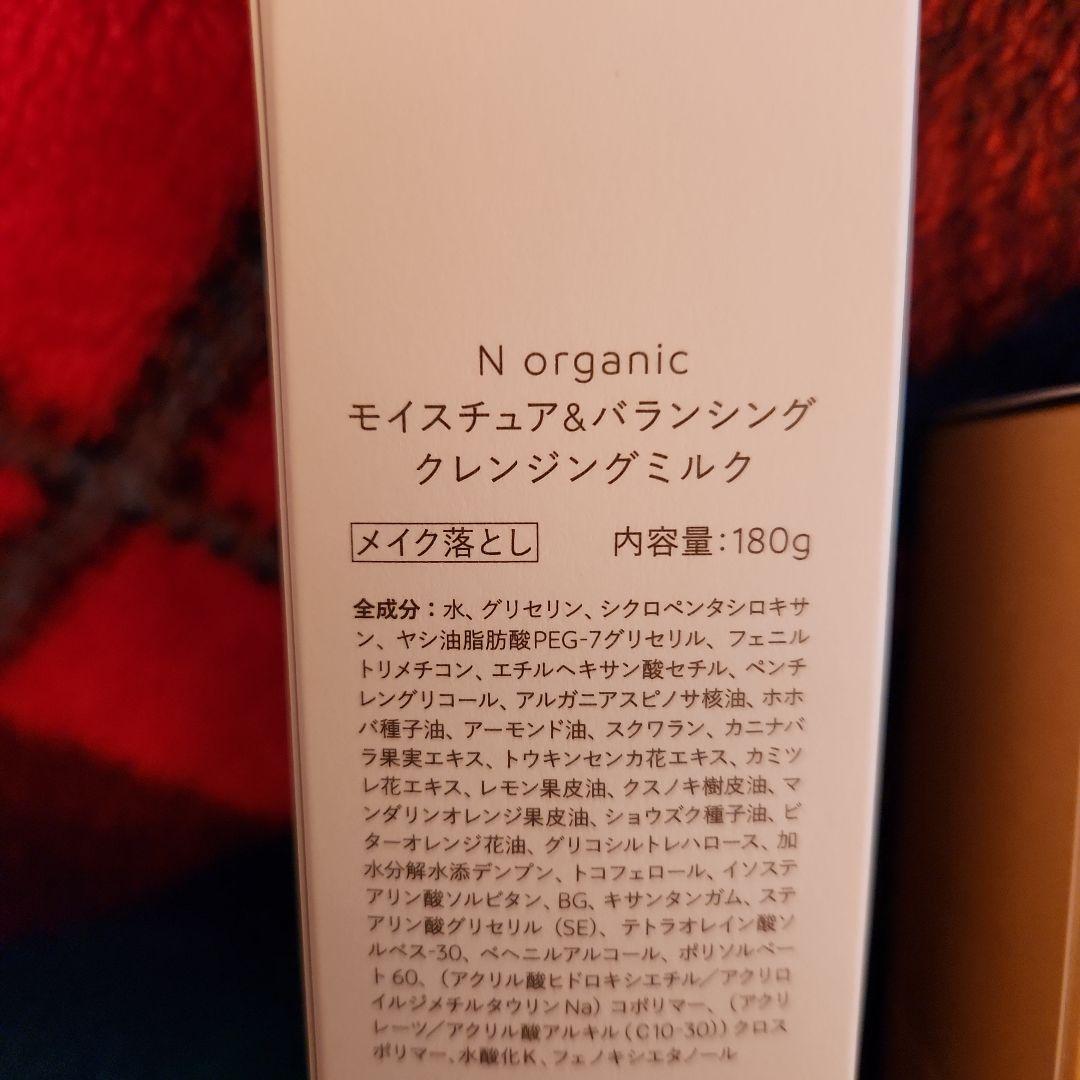 N organic
モイスチュア&バランシング
クレンジングミルク
メイク落とし 内容量:180g
全成分:水、グリセリン、シクロペンタシロキサ
ン、ヤシ油脂肪酸PEG-7グリセリル、フェニル
トリメチコン、エチルヘキサン酸セチル、ペンチ
レングリコール、アルガニアスピノサ核油、ホホ
バ種子油、アーモンド油、スクワラン、カニナバ
ラ果実エキス、トウキンセンカ花エキス、カミツ
レ花エキス、レモン果皮油、クスノキ樹皮油、マ
ンダリンオレンジ果皮油、ショウズク種子油、ビ
ターオレンジ花油、グリコシルトレハロース、加
水分解水添デンプン、トコフェロール、イソステ
アリン酸ソルビタン、BG、キサンタンガム、ステ
アリン酸グリセリル(SE)、テトラオレイン酸ソ
ルベス-30、ベヘニルアルコール、ポリソルベー
ト60、(アクリル酸ヒドロキシエチル/アクリロ
イルジメチルタウリンNa)コポリマー、(アクリ
レーツ/アクリル酸アルキル(C10-30))クロス
ポリマー、水酸化K、フェノキシエタノール